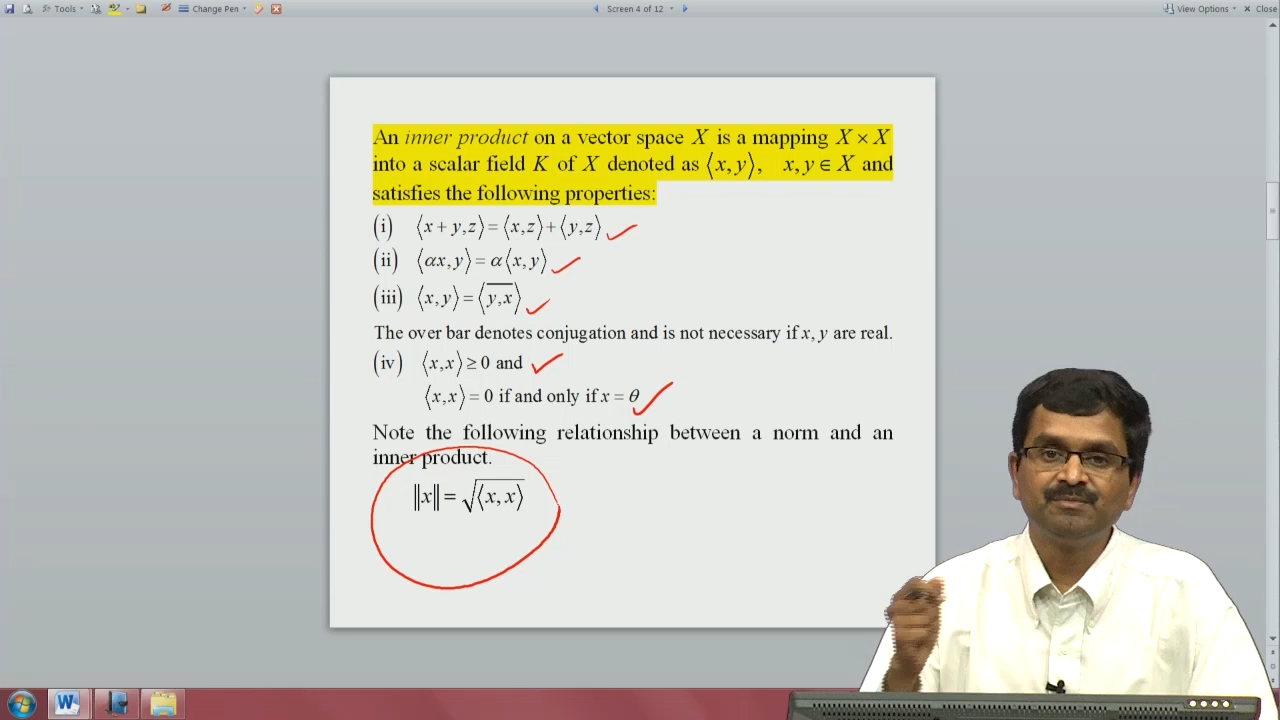 Tools
Change Pen
Screen 4 of 12
View Options
Close
An inner product on a vector space X is a mapping X × X
into a scalar field K of X denoted as ⟨x, y⟩, x, y ∈ X and
satisfies the following properties:
(i) ⟨x + y, z⟩ = ⟨x, z⟩ + ⟨y, z⟩
(ii) ⟨αx, y⟩ = α⟨x, y⟩
(iii) ⟨x, y⟩ = ⟨y̅,̅x̅⟩
The over bar denotes conjugation and is not necessary if x, y are real.
(iv) ⟨x, x⟩ ≥ 0 and
⟨x, x⟩ = 0 if and only if x = θ
Note the following relationship between a norm and an
inner product.
‖x‖ = √⟨x, x⟩
W